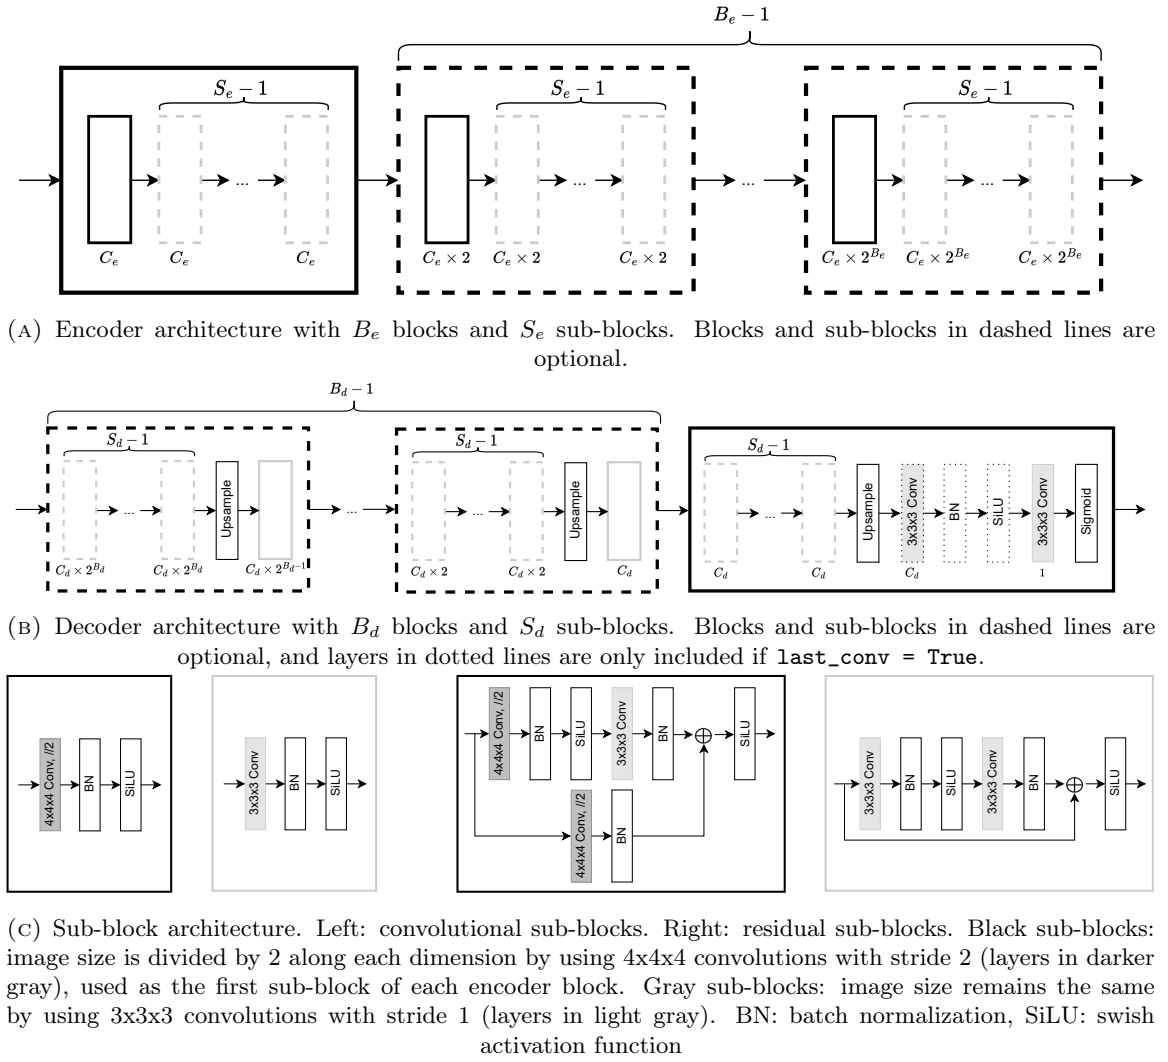 B_e − 1
S_e − 1
S_e − 1
S_e − 1
... ... ... ...
C_e C_e C_e C_e × 2 C_e × 2 C_e × 2 C_e × 2^{B_e} C_e × 2^{B_e} C_e × 2^{B_e}
(A) Encoder architecture with B_e blocks and S_e sub-blocks. Blocks and sub-blocks in dashed lines are
optional.
B_d − 1
S_d − 1
S_d − 1
S_d − 1
... Upsample ... ... Upsample ... Upsample 3x3x3 Conv BN SiLU 3x3x3 Conv Sigmoid
C_d × 2^{B_d} C_d × 2^{B_d} C_d × 2^{B_d−1} C_d × 2 C_d × 2 C_d C_d C_d C_d 1
(B) Decoder architecture with B_d blocks and S_d sub-blocks. Blocks and sub-blocks in dashed lines are
optional, and layers in dotted lines are only included if last_conv = True.
4x4x4 Conv, //2 BN SiLU
3x3x3 Conv BN SiLU
4x4x4 Conv, //2 BN SiLU 3x3x3 Conv BN SiLU
4x4x4 Conv, //2 BN
3x3x3 Conv BN SiLU 3x3x3 Conv BN SiLU
(C) Sub-block architecture. Left: convolutional sub-blocks. Right: residual sub-blocks. Black sub-blocks:
image size is divided by 2 along each dimension by using 4x4x4 convolutions with stride 2 (layers in darker
gray), used as the first sub-block of each encoder block. Gray sub-blocks: image size remains the same
by using 3x3x3 convolutions with stride 1 (layers in light gray). BN: batch normalization, SiLU: swish
activation function